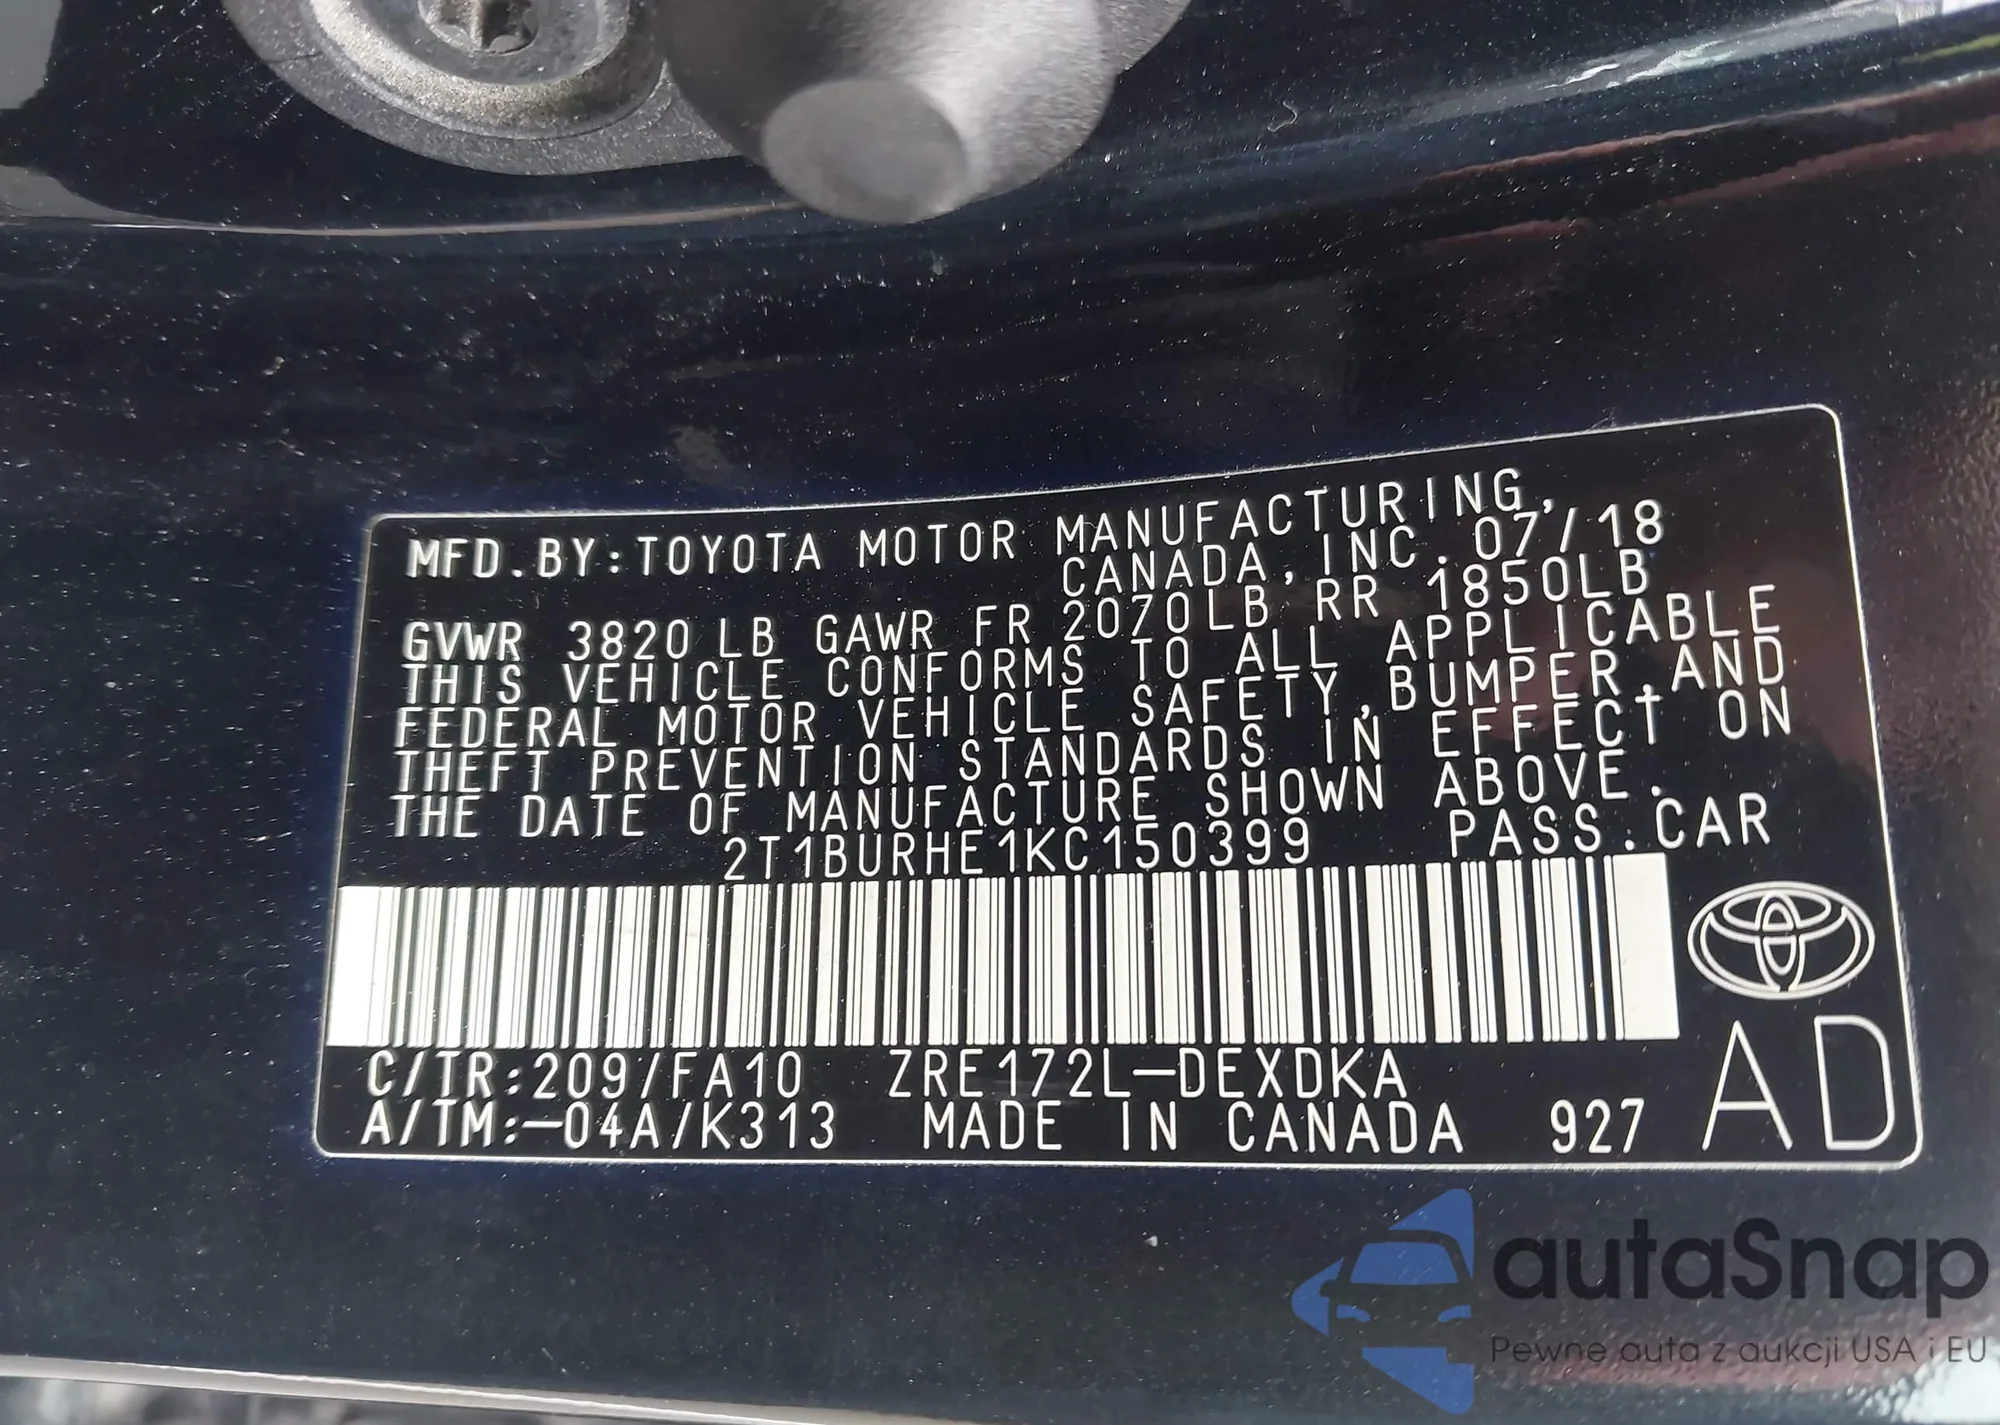 MFD.BY:TOYOTA MOTOR MANUFACTURING,
CANADA,INC.07/18
GVWR 3820LB GAWR FR 2070LB RR 1850LB
THIS VEHICLE CONFORMS TO ALL APPLICABLE
FEDERAL MOTOR VEHICLE SAFETY,BUMPER,AND
THEFT PREVENTION STANDARDS IN EFFECT ON
THE DATE OF MANUFACTURE SHOWN ABOVE.
2T1BURHE1KC150399 PASS.CAR
C/TR:209/FA10 ZRE172L-DEXDKA
A/TM:-04A/K313 MADE IN CANADA 927
AD
autaSnap
Pewne auta z aukcji USA i EU